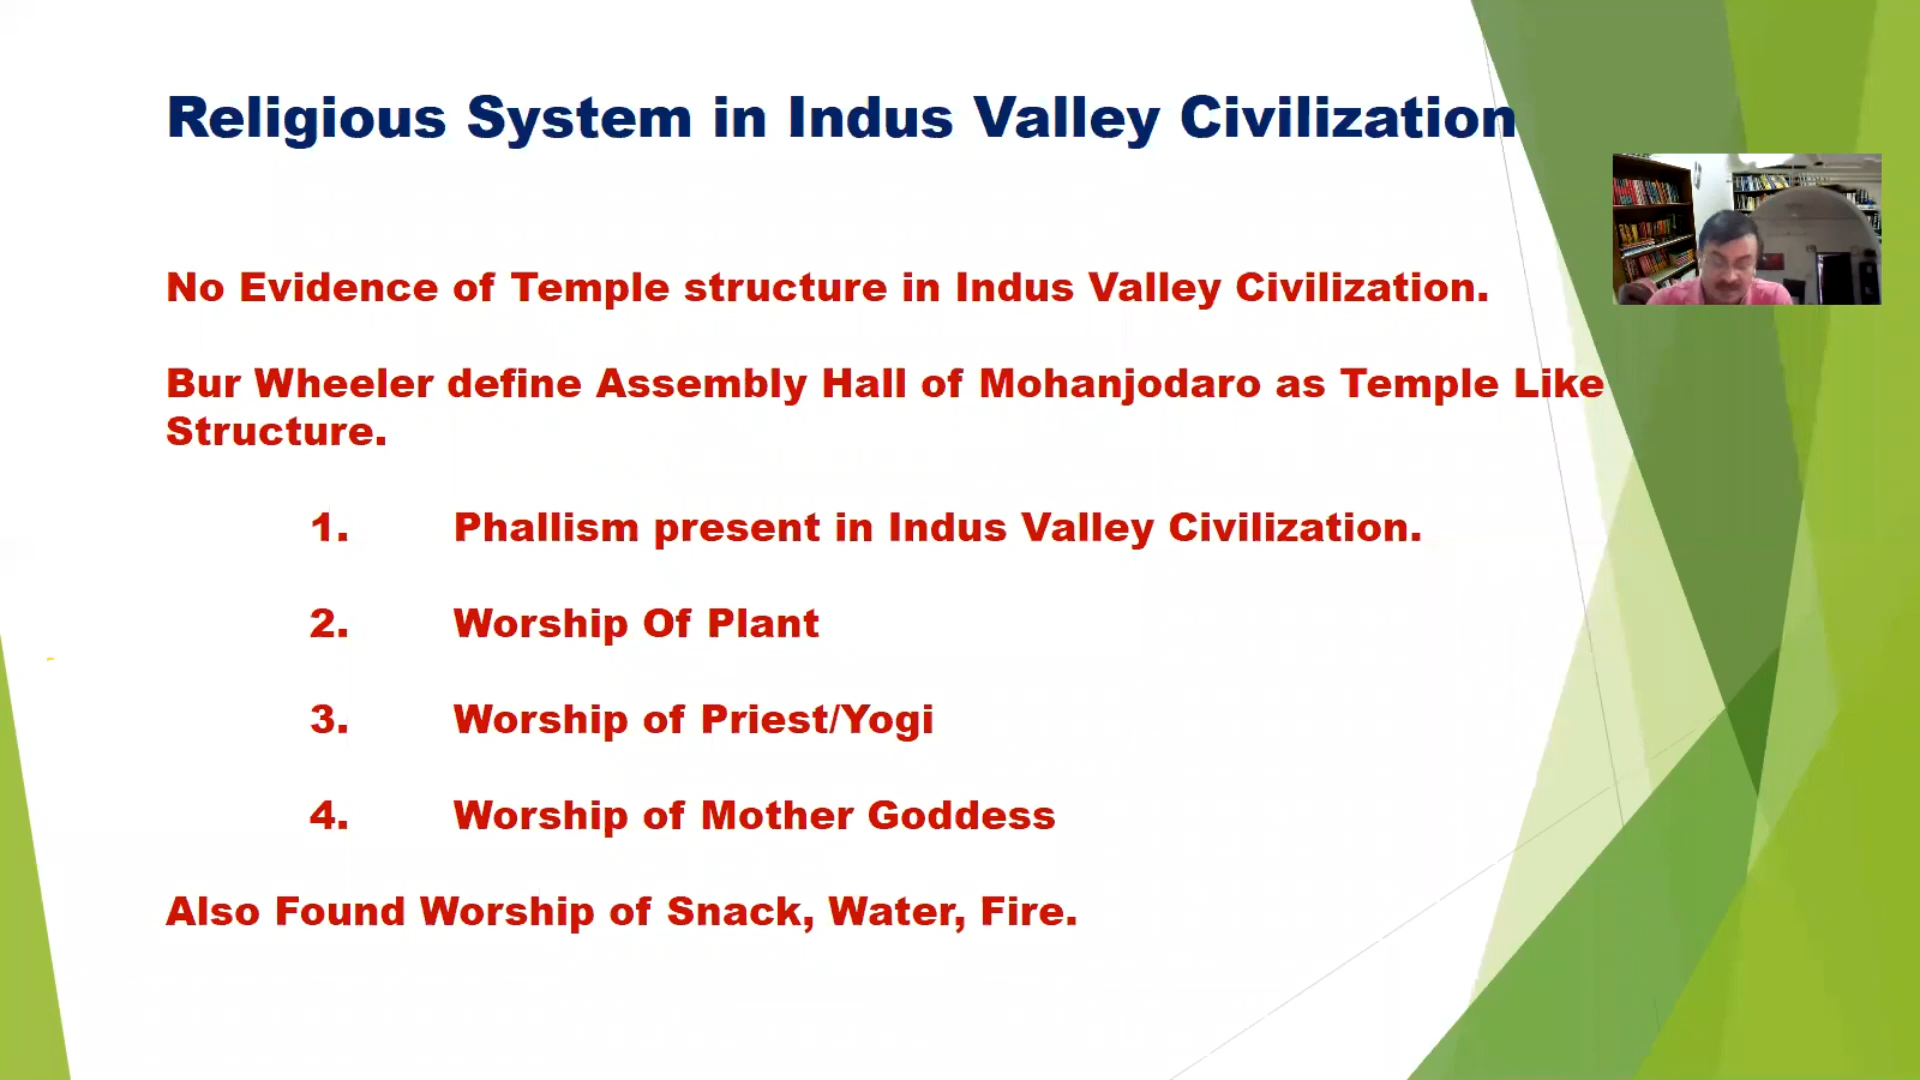 Religious System in Indus Valley Civilization
No Evidence of Temple structure in Indus Valley Civilization.
Bur Wheeler define Assembly Hall of Mohanjodaro as Temple Like
Structure.
1. Phallism present in Indus Valley Civilization.
2. Worship Of Plant
3. Worship of Priest/Yogi
4. Worship of Mother Goddess
Also Found Worship of Snack, Water, Fire.